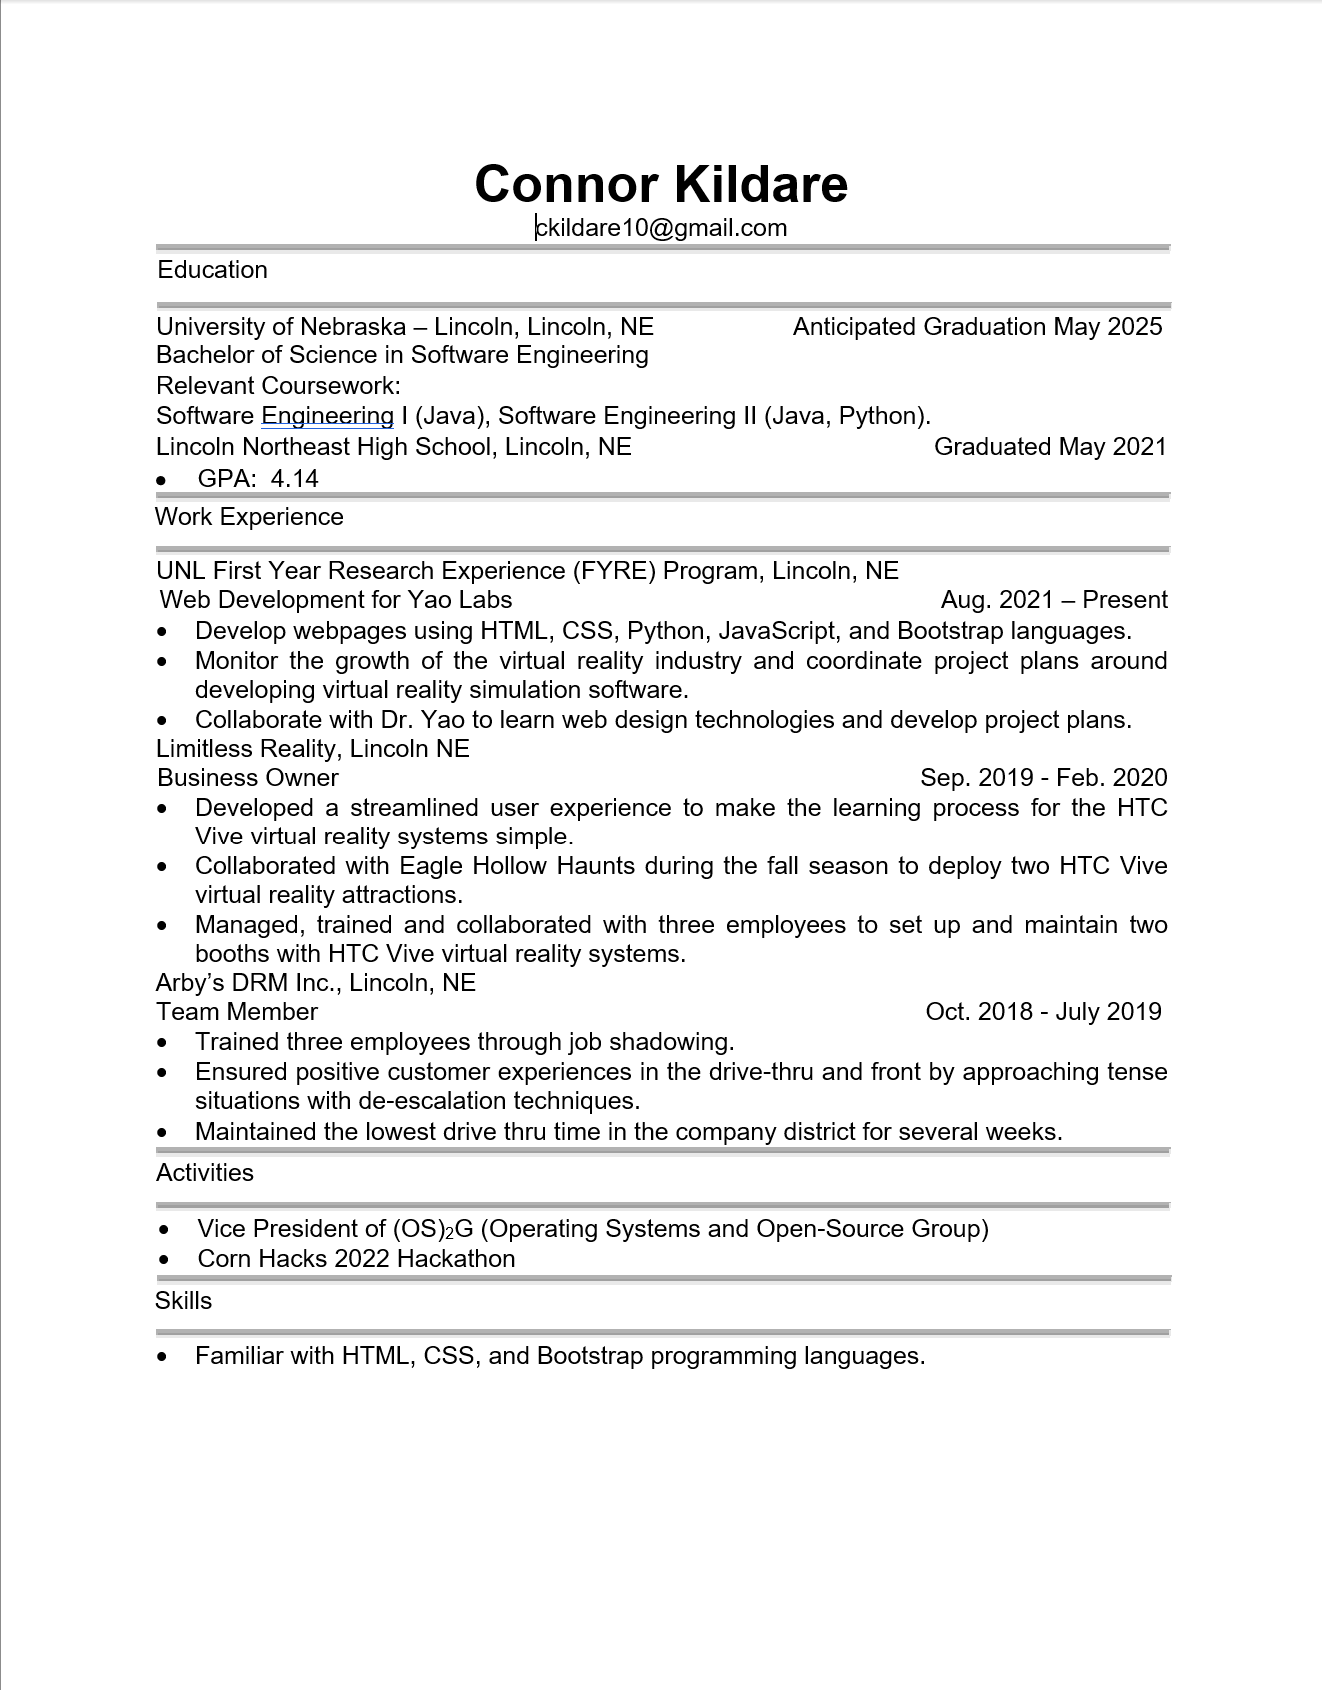 Connor Kildare
ckildare10@gmail.com
Education
University of Nebraska – Lincoln, Lincoln, NE Anticipated Graduation May 2025
Bachelor of Science in Software Engineering
Relevant Coursework:
Software Engineering I (Java), Software Engineering II (Java, Python).
Lincoln Northeast High School, Lincoln, NE Graduated May 2021
• GPA: 4.14
Work Experience
UNL First Year Research Experience (FYRE) Program, Lincoln, NE
Web Development for Yao Labs Aug. 2021 – Present
• Develop webpages using HTML, CSS, Python, JavaScript, and Bootstrap languages.
• Monitor the growth of the virtual reality industry and coordinate project plans around
developing virtual reality simulation software.
• Collaborate with Dr. Yao to learn web design technologies and develop project plans.
Limitless Reality, Lincoln NE
Business Owner Sep. 2019 - Feb. 2020
• Developed a streamlined user experience to make the learning process for the HTC
Vive virtual reality systems simple.
• Collaborated with Eagle Hollow Haunts during the fall season to deploy two HTC Vive
virtual reality attractions.
• Managed, trained and collaborated with three employees to set up and maintain two
booths with HTC Vive virtual reality systems.
Arby’s DRM Inc., Lincoln, NE
Team Member Oct. 2018 - July 2019
• Trained three employees through job shadowing.
• Ensured positive customer experiences in the drive-thru and front by approaching tense
situations with de-escalation techniques.
• Maintained the lowest drive thru time in the company district for several weeks.
Activities
• Vice President of (OS)₂G (Operating Systems and Open-Source Group)
• Corn Hacks 2022 Hackathon
Skills
• Familiar with HTML, CSS, and Bootstrap programming languages.